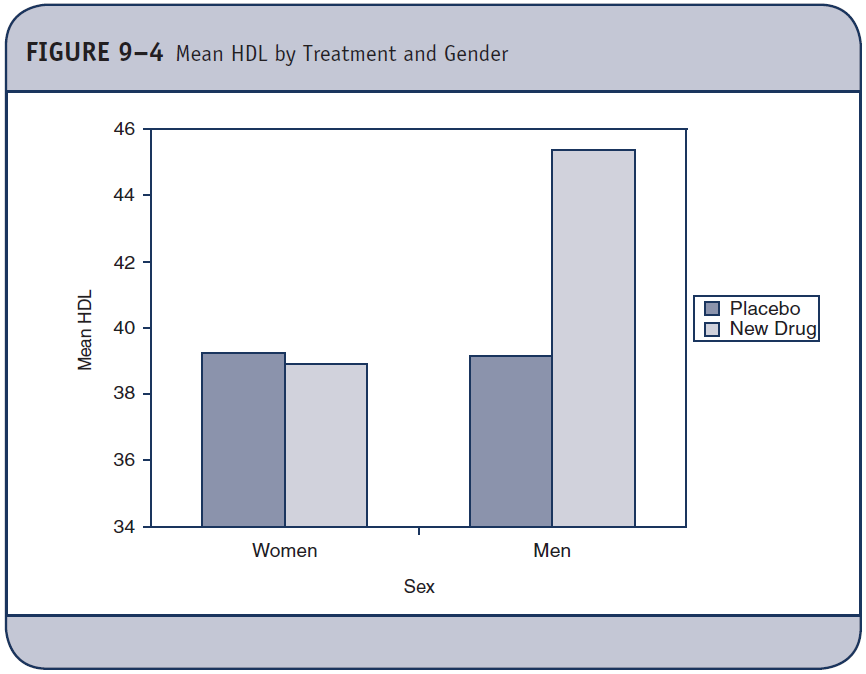 FIGURE 9–4 Mean HDL by Treatment and Gender
46
44
42
40
38
36
34
Mean HDL
Women
Men
Sex
Placebo
New Drug